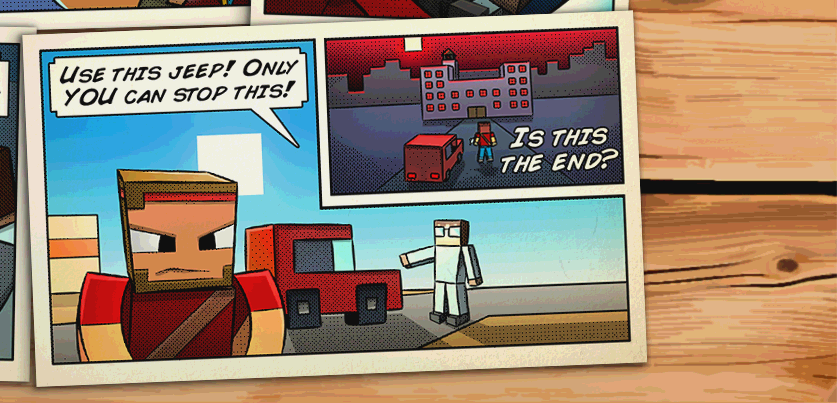 USE THIS JEEP! ONLY
YOU CAN STOP THIS!
IS THIS
THE END?